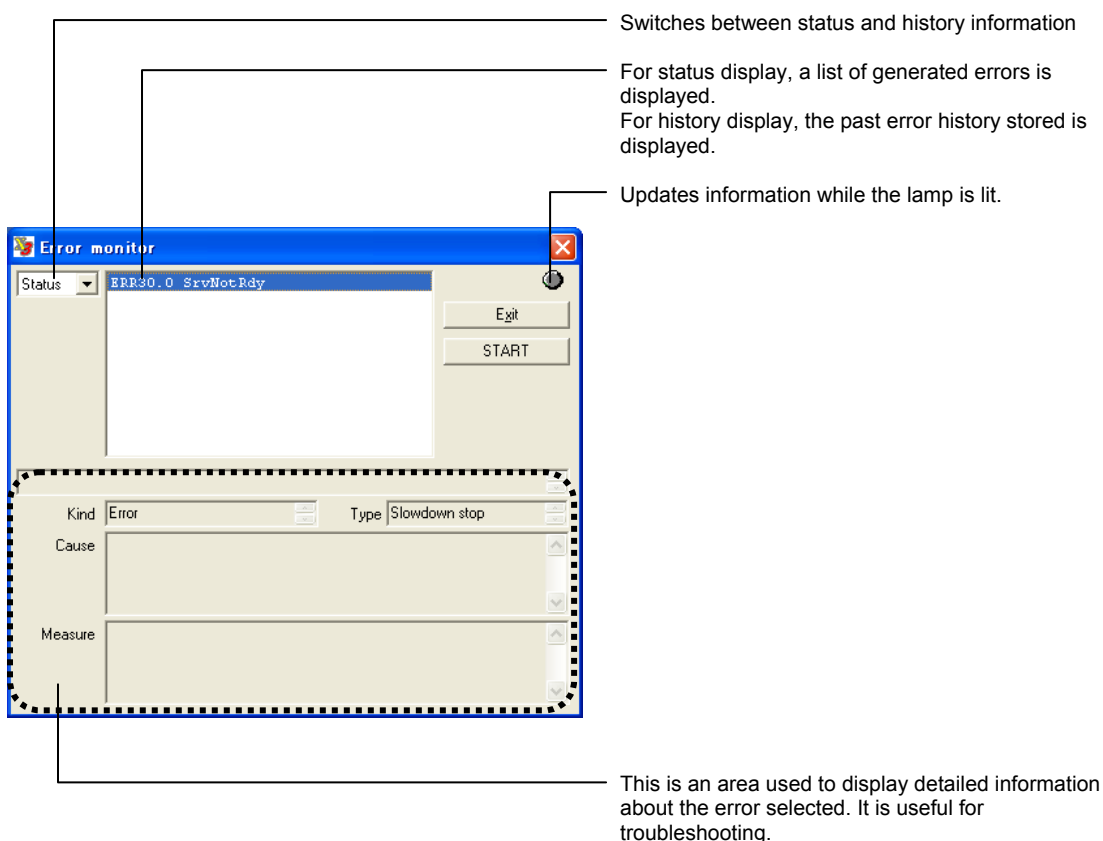 Switches between status and history information
For status display, a list of generated errors is
displayed.
For history display, the past error history stored is
displayed.
Updates information while the lamp is lit.
Error monitor
Status
ERR30.0 SrvNotRdy
Exit
START
Kind Error Type Slowdown stop
Cause
Measure
This is an area used to display detailed information
about the error selected. It is useful for
troubleshooting.